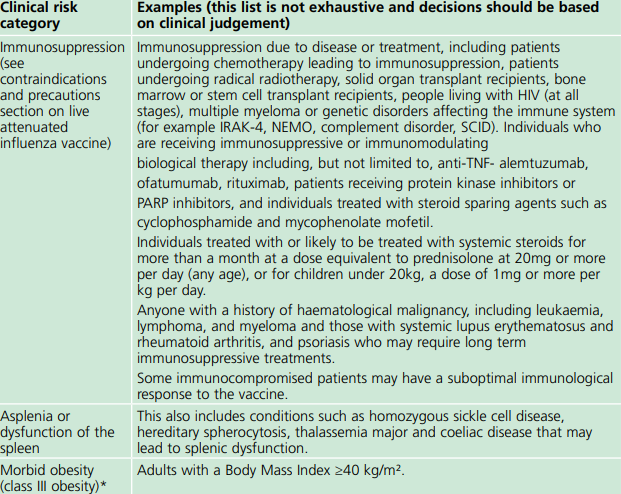 Clinical risk category
Examples (this list is not exhaustive and decisions should be based on clinical judgement)
Immunosuppression
(see
contraindications
and precautions
section on live
attenuated
influenza vaccine)
Immunosuppression due to disease or treatment, including patients
undergoing chemotherapy leading to immunosuppression, patients
undergoing radical radiotherapy, solid organ transplant recipients, bone
marrow or stem cell transplant recipients, people living with HIV (at all
stages), multiple myeloma or genetic disorders affecting the immune system
(for example IRAK-4, NEMO, complement disorder, SCID). Individuals who
are receiving immunosuppressive or immunomodulating
biological therapy including, but not limited to, anti-TNF- alemtuzumab,
ofatumumab, rituximab, patients receiving protein kinase inhibitors or
PARP inhibitors, and individuals treated with steroid sparing agents such as
cyclophosphamide and mycophenolate mofetil.
Individuals treated with or likely to be treated with systemic steroids for
more than a month at a dose equivalent to prednisolone at 20mg or more
per day (any age), or for children under 20kg, a dose of 1mg or more per
kg per day.
Anyone with a history of haematological malignancy, including leukaemia,
lymphoma, and myeloma and those with systemic lupus erythematosus and
rheumatoid arthritis, and psoriasis who may require long term
immunosuppressive treatments.
Some immunocompromised patients may have a suboptimal immunological
response to the vaccine.
Asplenia or
dysfunction of the
spleen
This also includes conditions such as homozygous sickle cell disease,
hereditary spherocytosis, thalassemia major and coeliac disease that may
lead to splenic dysfunction.
Morbid obesity
(class III obesity)*
Adults with a Body Mass Index ≥40 kg/m².